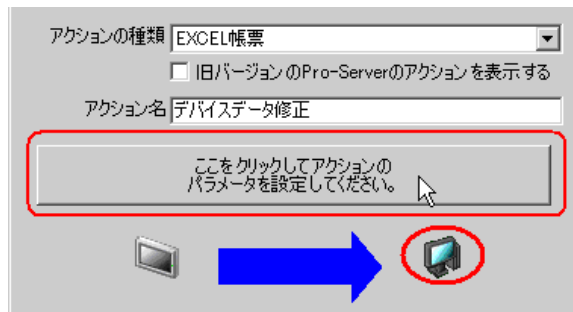 アクションの種類 EXCEL帳票
旧バージョンのPro-Serverのアクションを表示する
アクション名 デバイスデータ修正
ここをクリックしてアクションの
パラメータを設定してください。